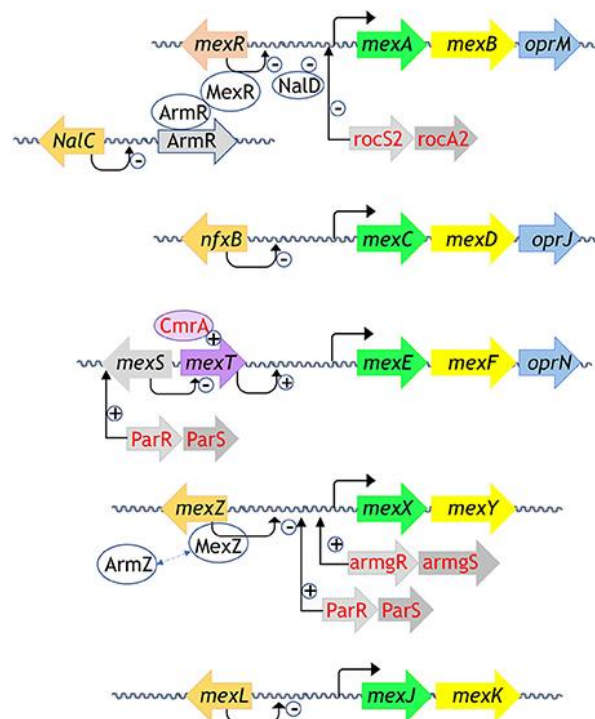 mexR mexA mexB oprM
- -
MexR NalD
ArmR -
NalC ArmR rocS2 rocA2
-
nfxB mexC mexD oprJ
-
CmrA
+
mexS mexT mexE mexF oprN
- +
+
ParR ParS
mexZ mexX mexY
-
MexZ
ArmZ + armgR armgS
+
ParR ParS
mexL mexJ mexK
-